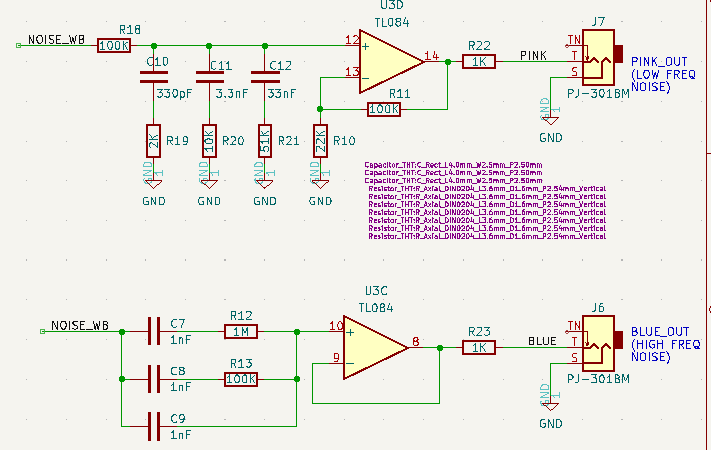 U3D
TL084
J7
NOISE_WB
R18
100K
12
+
14
R22
1K
PINK
TN
T
S
PINK_OUT
(LOW FREQ
NOISE)
PJ-301BM
C10
330pF
C11
3.3nF
C12
33nF
13
−
R11
100K
2K
R19
10K
R20
51K
R21
22K
R10
GND
1
GND
1
GND
1
GND
1
GND
1
GND
GND
GND
GND
GND
Capacitor_THT:C_Rect_L4.0mm_W2.5mm_P2.50mm
Capacitor_THT:C_Rect_L4.0mm_W2.5mm_P2.50mm
Capacitor_THT:C_Rect_L4.0mm_W2.5mm_P2.50mm
Resistor_THT:R_Axial_DIN0204_L3.6mm_D1.6mm_P2.54mm_Vertical
Resistor_THT:R_Axial_DIN0204_L3.6mm_D1.6mm_P2.54mm_Vertical
Resistor_THT:R_Axial_DIN0204_L3.6mm_D1.6mm_P2.54mm_Vertical
Resistor_THT:R_Axial_DIN0204_L3.6mm_D1.6mm_P2.54mm_Vertical
Resistor_THT:R_Axial_DIN0204_L3.6mm_D1.6mm_P2.54mm_Vertical
Resistor_THT:R_Axial_DIN0204_L3.6mm_D1.6mm_P2.54mm_Vertical
Resistor_THT:R_Axial_DIN0204_L3.6mm_D1.6mm_P2.54mm_Vertical
U3C
TL084
J6
NOISE_WB
C7
1nF
R12
1M
10
+
9
−
8
R23
1K
BLUE
TN
T
S
BLUE_OUT
(HIGH FREQ
NOISE)
PJ-301BM
C8
1nF
R13
100K
C9
1nF
GND
1
GND